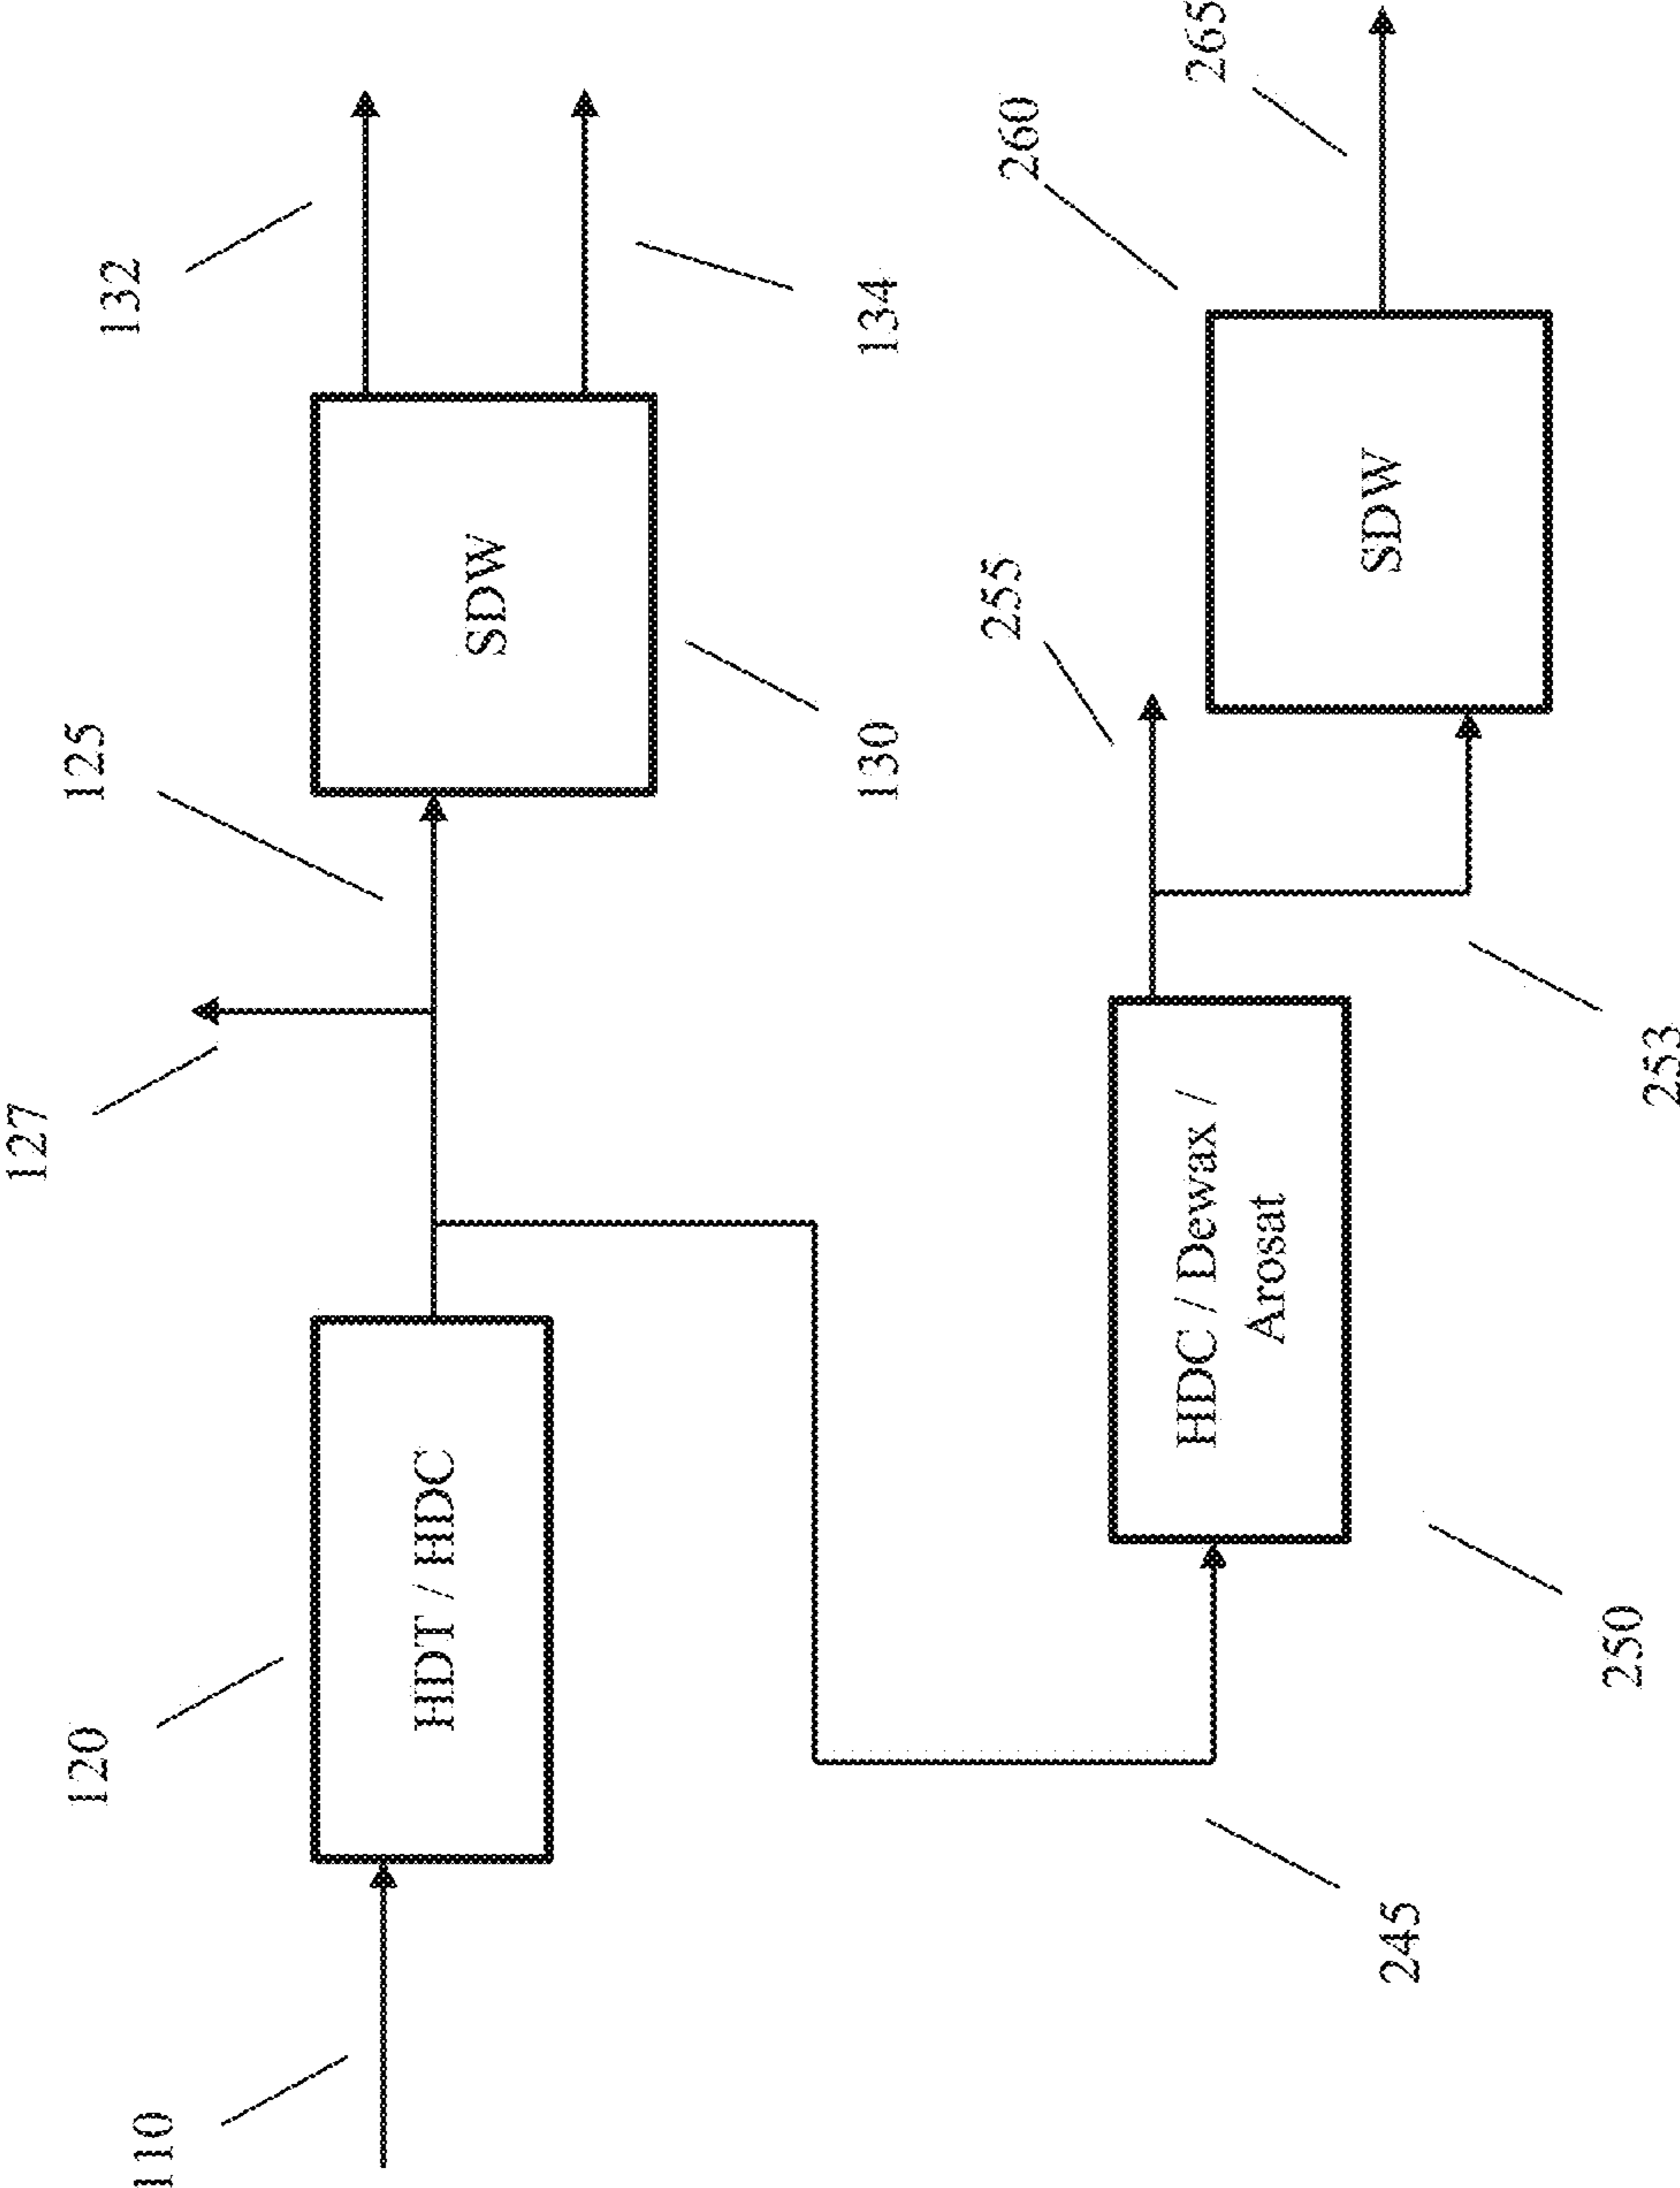 127
132
125
120
110
HDT / HDC
SDW
134
130
255
260
265
HDC / Dewax /
Arosat
SDW
245
250
253